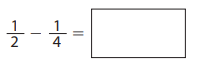 1/2 − 1/4 =